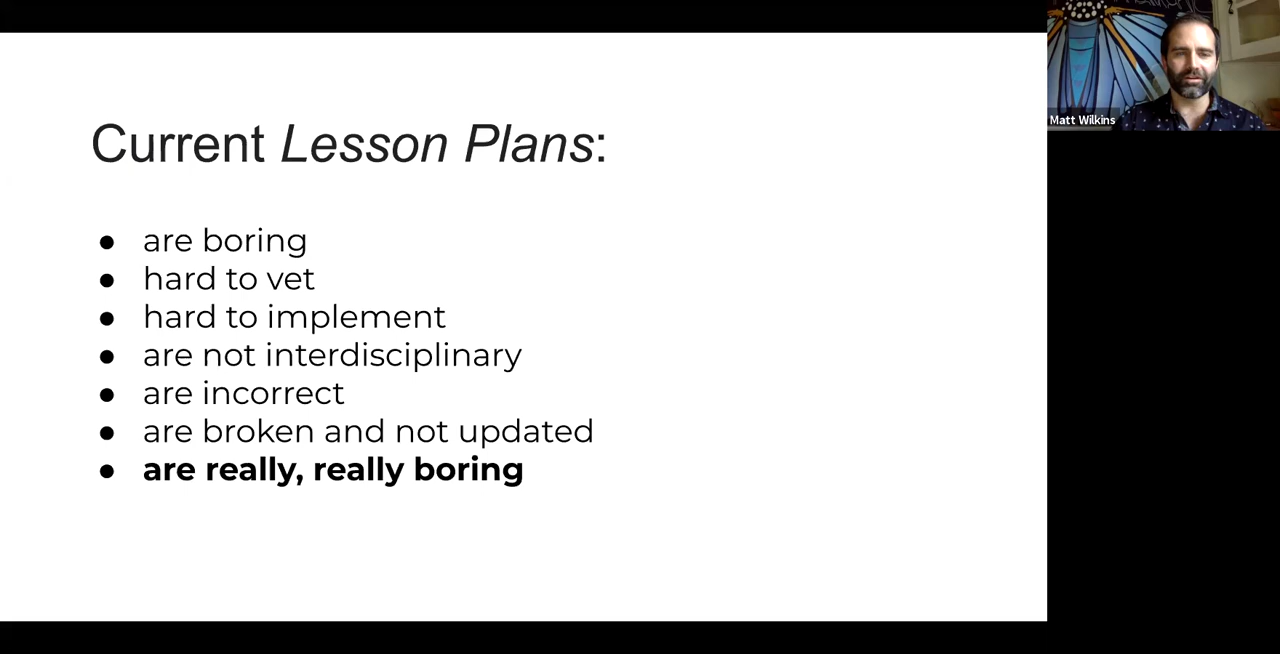 Current Lesson Plans:
● are boring
● hard to vet
● hard to implement
● are not interdisciplinary
● are incorrect
● are broken and not updated
● are really, really boring
Matt Wilkins